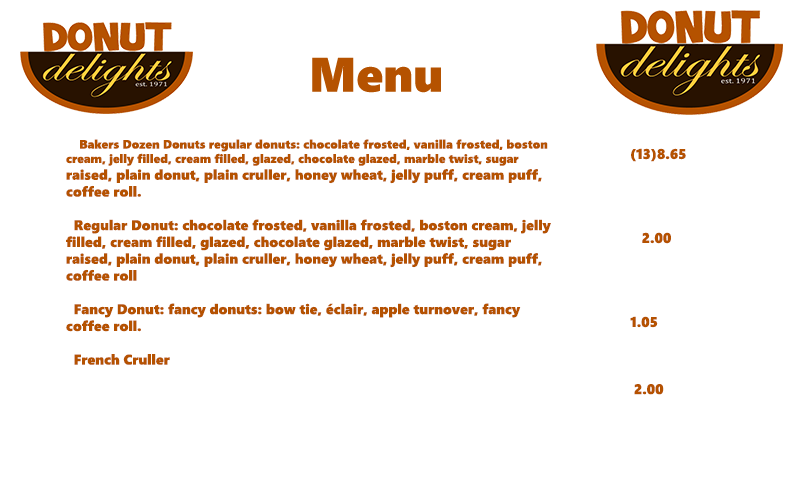 DONUT
delights
est. 1971
DONUT
delights
est. 1971
Menu
Bakers Dozen Donuts regular donuts: chocolate frosted, vanilla frosted, boston
cream, jelly filled, cream filled, glazed, chocolate glazed, marble twist, sugar
raised, plain donut, plain cruller, honey wheat, jelly puff, cream puff,
coffee roll.
(13)8.65
Regular Donut: chocolate frosted, vanilla frosted, boston cream, jelly
filled, cream filled, glazed, chocolate glazed, marble twist, sugar
raised, plain donut, plain cruller, honey wheat, jelly puff, cream puff,
coffee roll
2.00
Fancy Donut: fancy donuts: bow tie, éclair, apple turnover, fancy
coffee roll.
1.05
French Cruller
2.00